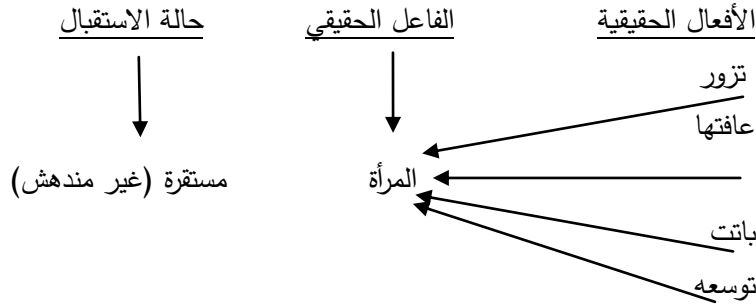 الأفعال الحقيقية الفاعل الحقيقي حالة الاستقبال
تزور
عافتها
المرأة مستقرة (غير مندهش)
باتت
توسعه